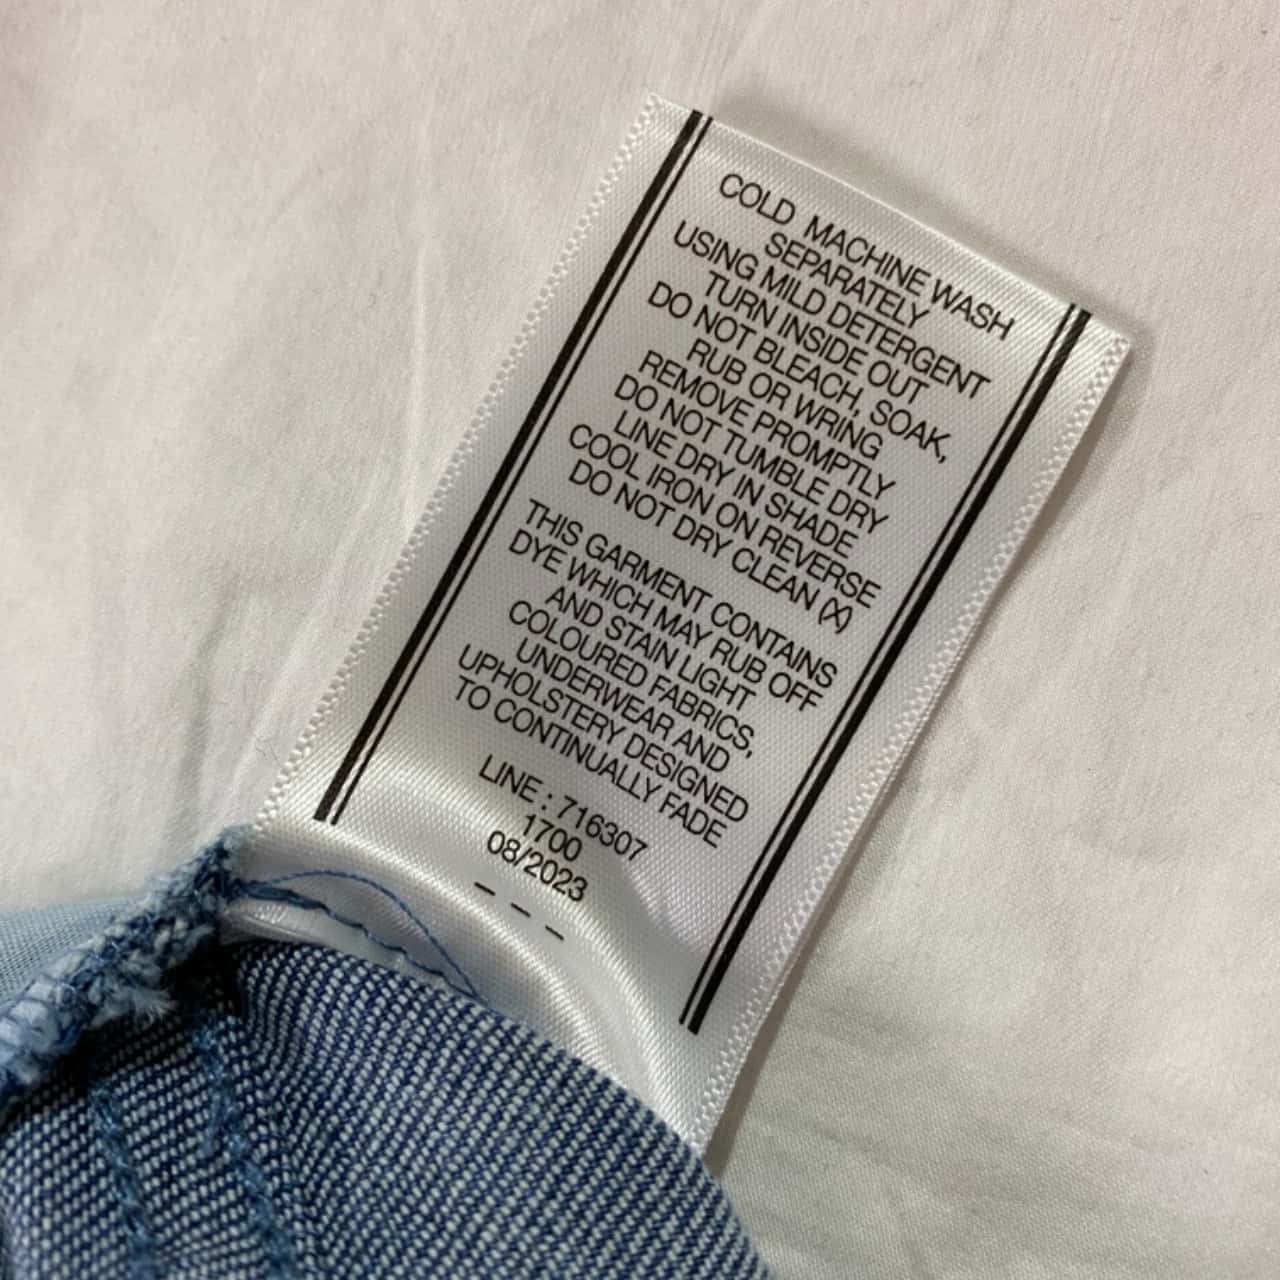 COLD MACHINE WASH
SEPARATELY
USING MILD DETERGENT
TURN INSIDE OUT
DO NOT BLEACH, SOAK,
RUB OR WRING
REMOVE PROMPTLY
DO NOT TUMBLE DRY
LINE DRY IN SHADE
COOL IRON ON REVERSE
DO NOT DRY CLEAN (X)
THIS GARMENT CONTAINS
DYE WHICH MAY RUB OFF
AND STAIN LIGHT
COLOURED FABRICS,
UNDERWEAR AND
UPHOLSTERY DESIGNED
TO CONTINUALLY FADE
LINE : 716307
1700
08/2023
- - -